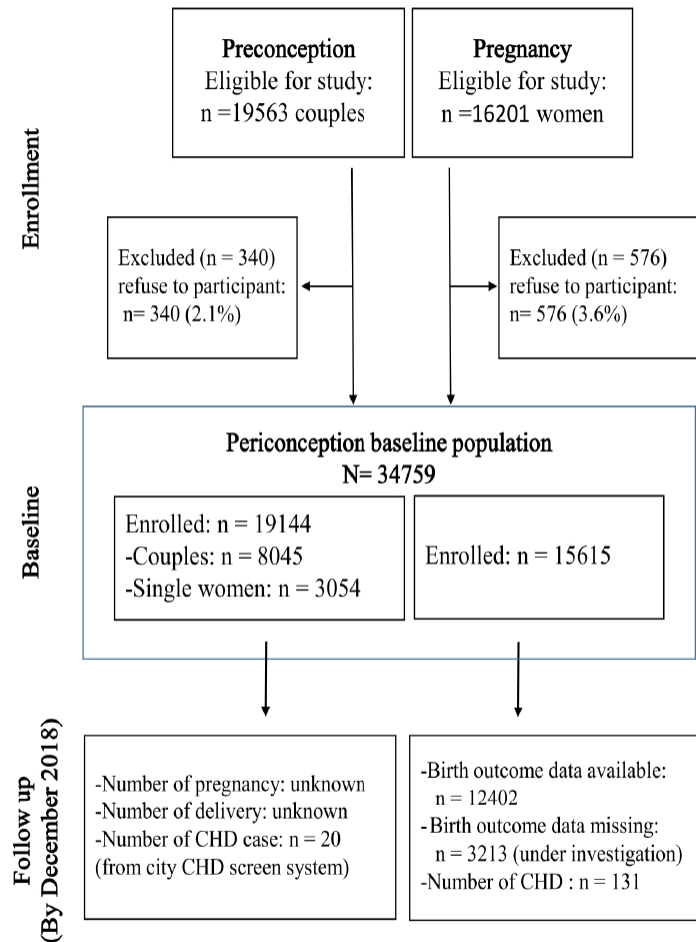 Enrollment
Preconception
Eligible for study:
n =19563 couples
Pregnancy
Eligible for study:
n =16201 women
Excluded (n = 340)
refuse to participant:
n= 340 (2.1%)
Excluded (n = 576)
refuse to participant:
n= 576 (3.6%)
Baseline
Periconception baseline population
N= 34759
Enrolled: n = 19144
-Couples: n = 8045
-Single women: n = 3054
Enrolled: n = 15615
Follow up
(By December 2018)
-Number of pregnancy: unknown
-Number of delivery: unknown
-Number of CHD case: n = 20
(from city CHD screen system)
-Birth outcome data available:
n = 12402
-Birth outcome data missing:
n = 3213 (under investigation)
-Number of CHD : n = 131